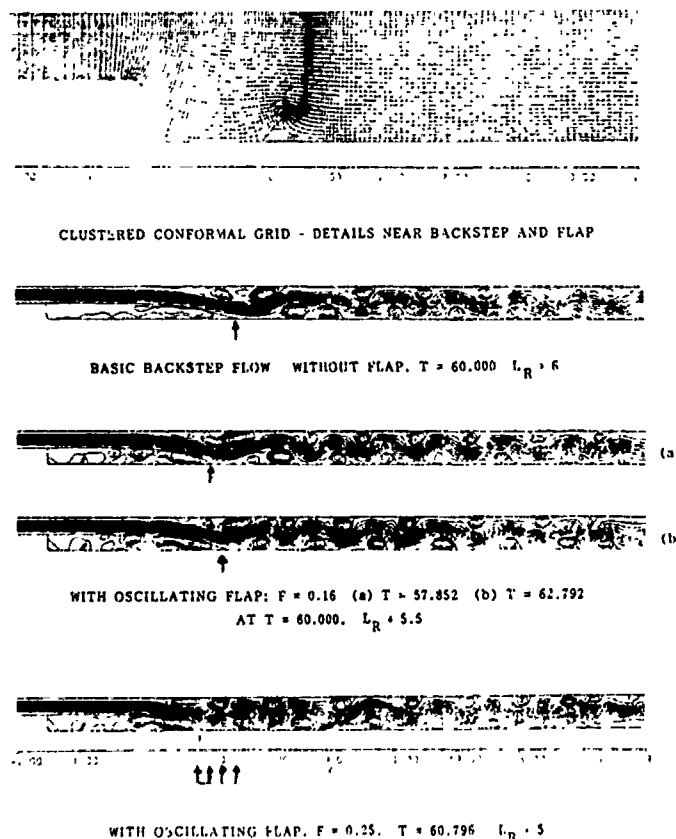 CLUSTERED CONFORMAL GRID - DETAILS NEAR BACKSTEP AND FLAP
BASIC BACKSTEP FLOW WITHOUT FLAP. T = 60.000 L_R > 6
(a
(b
WITH OSCILLATING FLAP; F = 0.16 (a) T = 57.852 (b) T = 62.792
AT T = 60.000. L_R + 5.5
WITH OSCILLATING FLAP. F = 0.25. T = 60.796 L_R + 5